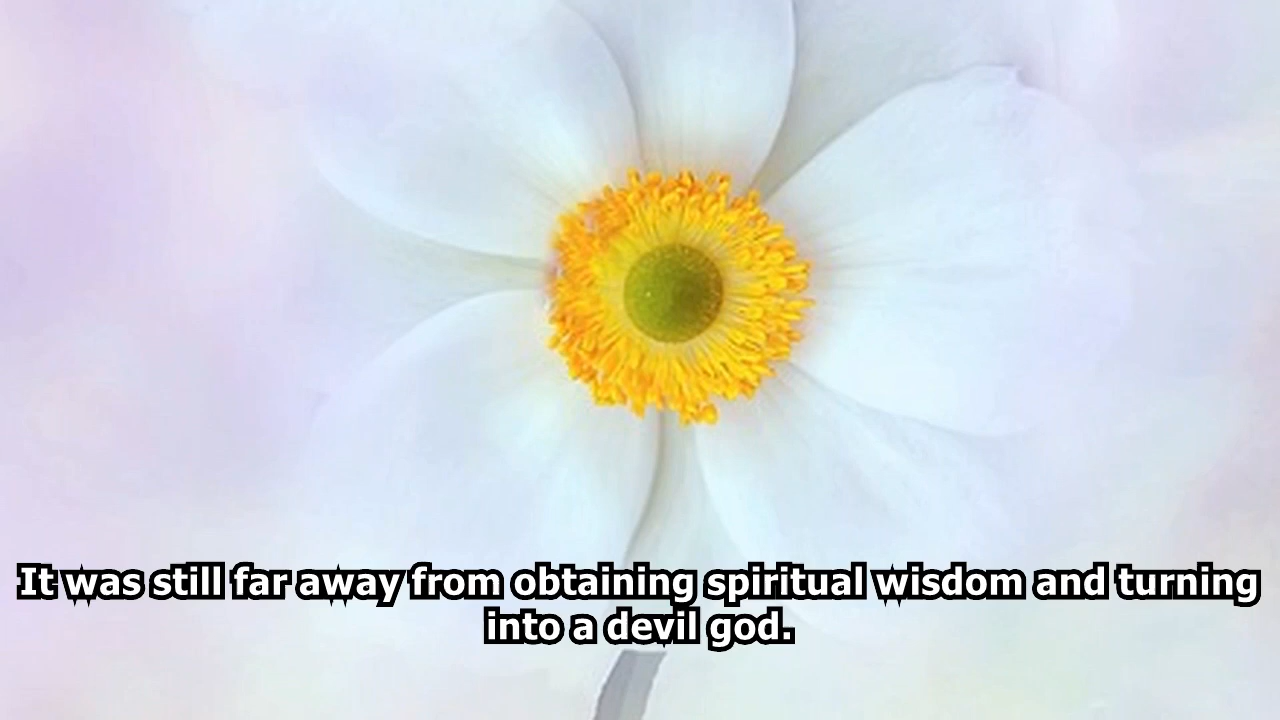 It was still far away from obtaining spiritual wisdom and turning
into a devil god.